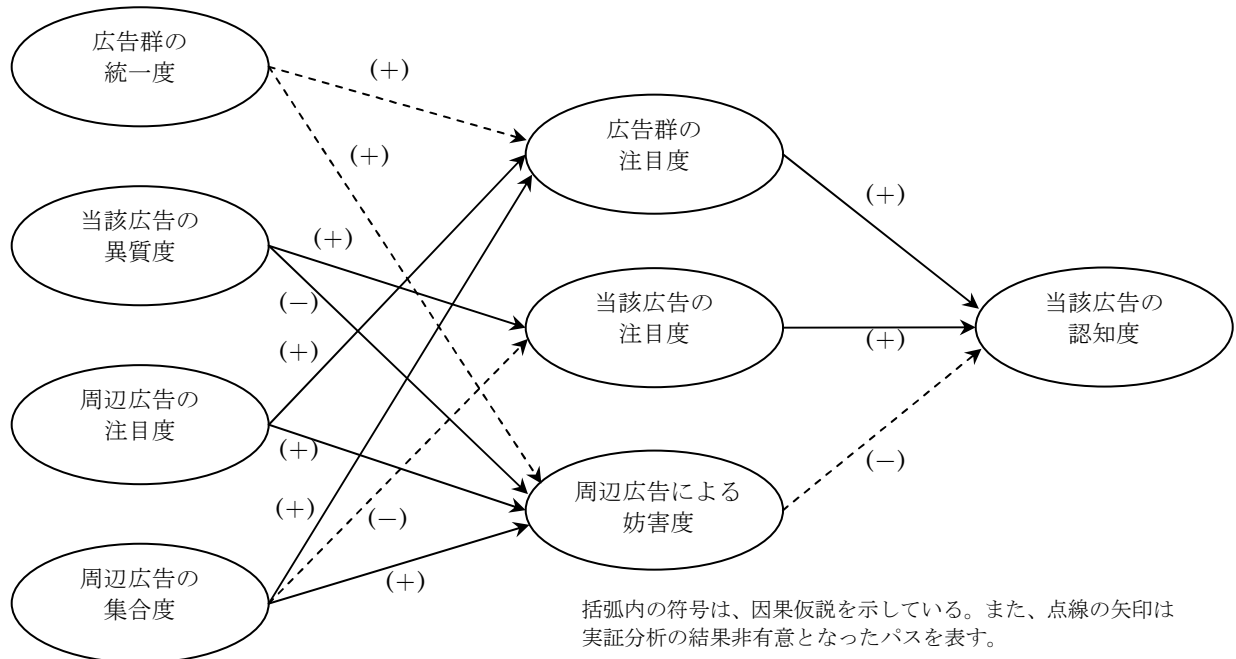 広告群の
統一度
(+)
広告群の
注目度
(+)
(+)
当該広告の
異質度
(+)
(−)
当該広告の
注目度
当該広告の
認知度
(+)
(+)
周辺広告の
注目度
(+)
周辺広告による
妨害度
(−)
(+)
(−)
周辺広告の
集合度
(+)
括弧内の符号は、因果仮説を示している。また、点線の矢印は
実証分析の結果非有意となったパスを表す。